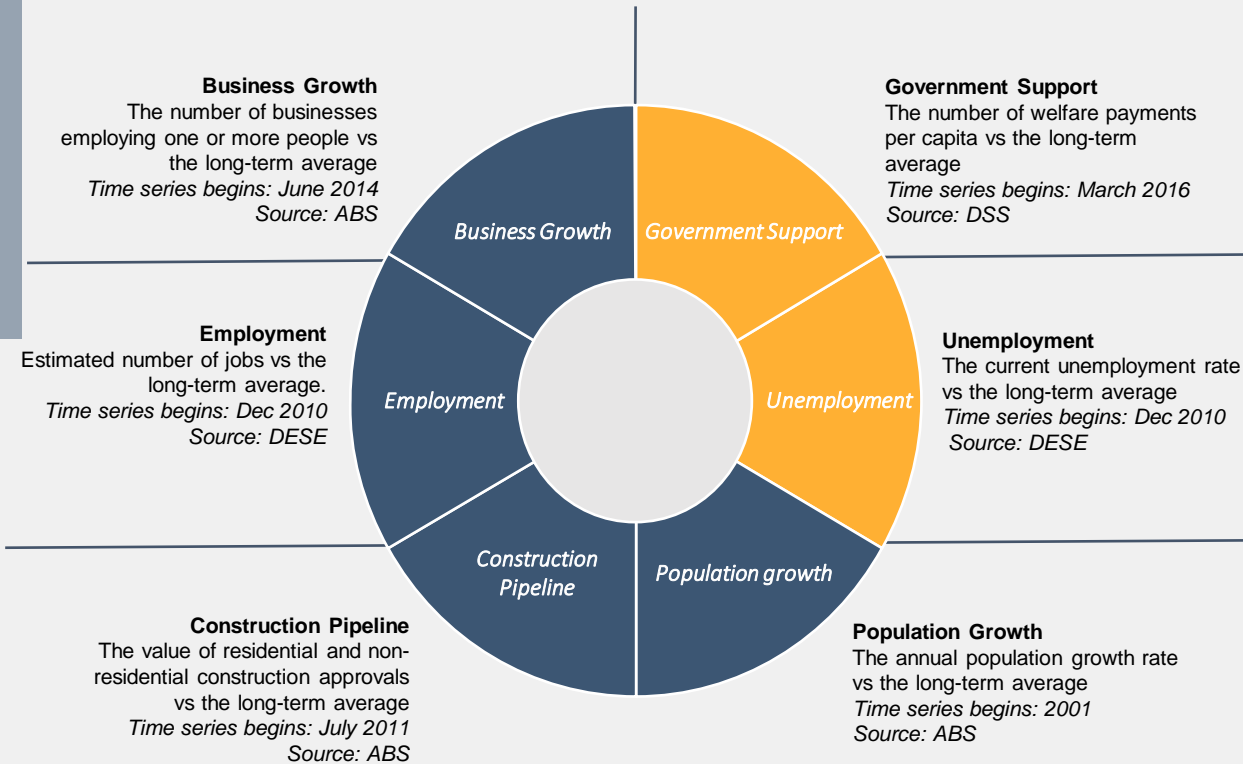 Business Growth
The number of businesses
employing one or more people vs
the long-term average
Time series begins: June 2014
Source: ABS
Government Support
The number of welfare payments
per capita vs the long-term
average
Time series begins: March 2016
Source: DSS
Business Growth
Government Support
Employment
Estimated number of jobs vs the
long-term average.
Time series begins: Dec 2010
Source: DESE
Employment
Unemployment
Unemployment
The current unemployment rate
vs the long-term average
Time series begins: Dec 2010
Source: DESE
Construction
Pipeline
Population growth
Construction Pipeline
The value of residential and non-
residential construction approvals
vs the long-term average
Time series begins: July 2011
Source: ABS
Population Growth
The annual population growth rate
vs the long-term average
Time series begins: 2001
Source: ABS